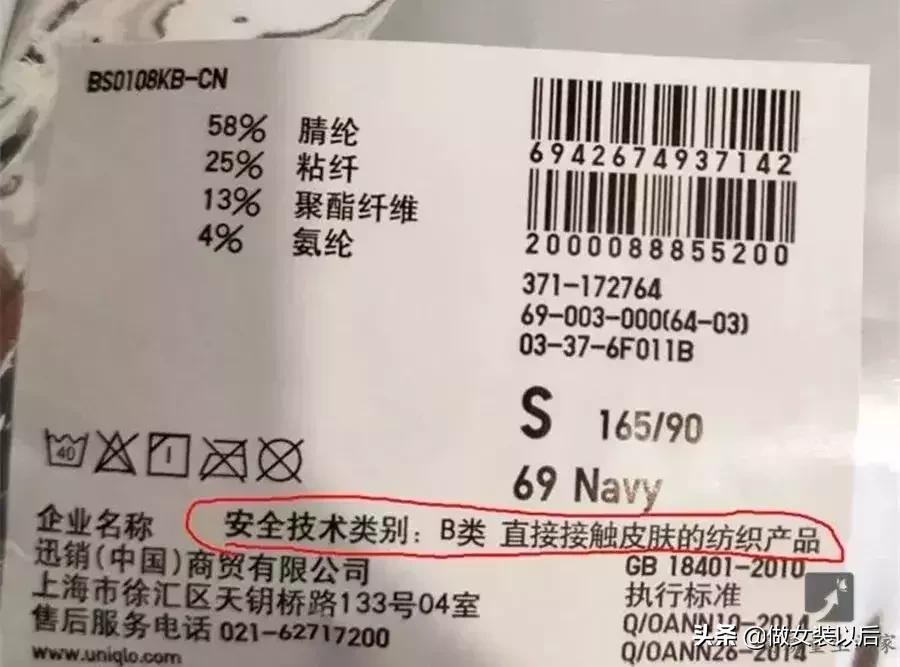 BS0108KB-CN
58% 腈纶
25% 粘纤
13% 聚酯纤维
4% 氨纶
6942674937142
2000088855200
371-172764
69-003-000(64-03)
03-37-6F011B
S 165/90
69 Navy
40
安全技术类别：B类 直接接触皮肤的纺织产品
GB 18401-2010
企业名称
迅销(中国)商贸有限公司
上海市徐汇区天钥桥路133号04室
售后服务电话 021-62717200
www.uniqlo.com
执行标准
Q/OANN10-2014
Q/OANN26-2014
头条 @做女装以后